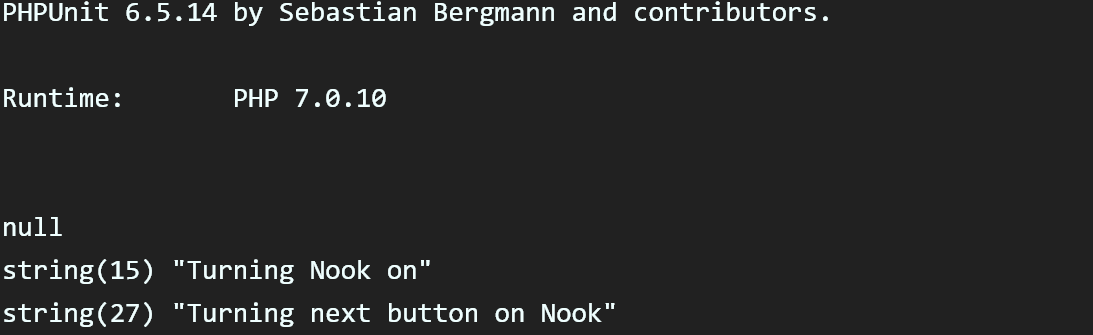 PHPUnit 6.5.14 by Sebastian Bergmann and contributors.
Runtime:       PHP 7.0.10
null
string(15) "Turning Nook on"
string(27) "Turning next button on Nook"